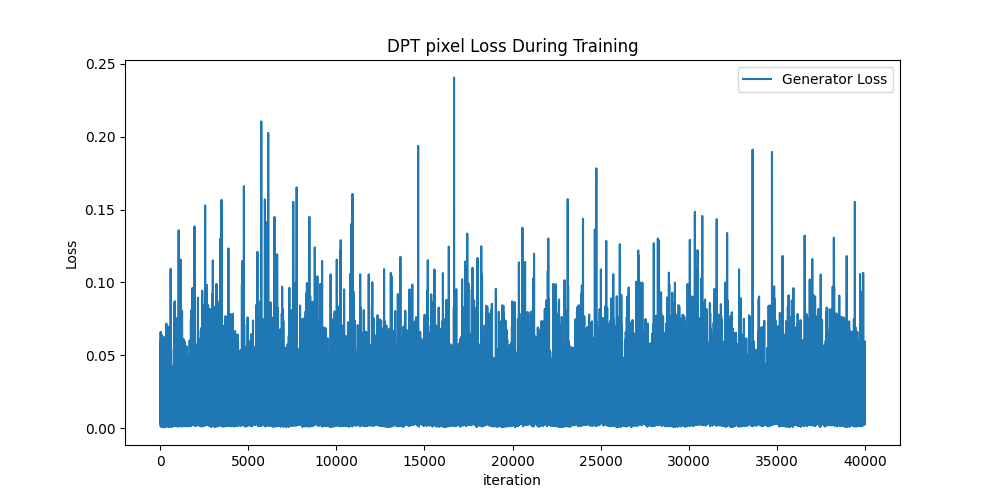 DPT pixel Loss During Training
Generator Loss
Loss
0.25
0.20
0.15
0.10
0.05
0.00
0 5000 10000 15000 20000 25000 30000 35000 40000
iteration